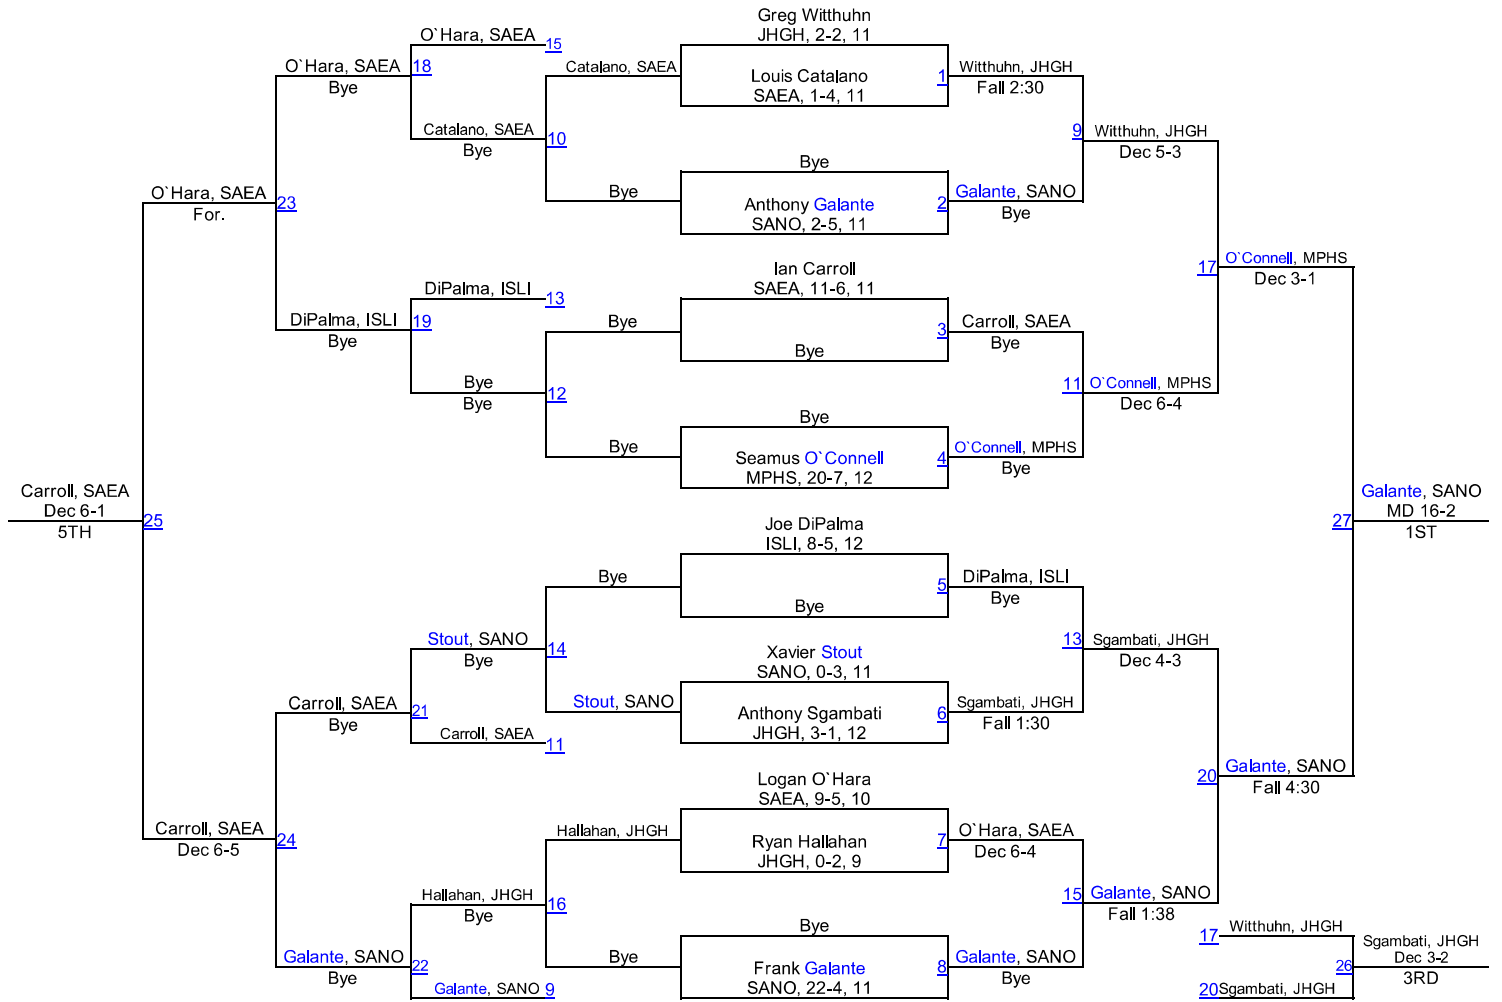 Greg Witthuhn
JHGH, 2-2, 11
O`Hara, SAEA
15
O`Hara, SAEA
18
Bye
Catalano, SAEA
Louis Catalano
SAEA, 1-4, 11
1
Witthuhn, JHGH
Fall 2:30
Catalano, SAEA
Bye
10
9
Witthuhn, JHGH
Dec 5-3
Bye
O`Hara, SAEA
For.
23
Bye
Anthony Galante
SANO, 2-5, 11
2
Galante, SANO
Bye
Ian Carroll
SAEA, 11-6, 11
17
O`Connell, MPHS
Dec 3-1
DiPalma, ISLI
13
DiPalma, ISLI
19
Bye
Bye
3
Carroll, SAEA
Bye
Bye
Bye
Bye
12
11
O`Connell, MPHS
Dec 6-4
Bye
Bye
Seamus O`Connell
MPHS, 20-7, 12
4
O`Connell, MPHS
Bye
Carroll, SAEA
Dec 6-1
25
5TH
27
Galante, SANO
MD 16-2
1ST
Joe DiPalma
ISLI, 8-5, 12
Bye
5
DiPalma, ISLI
Bye
Bye
Stout, SANO
Bye
14
13
Sgambati, JHGH
Dec 4-3
Xavier Stout
SANO, 0-3, 11
Carroll, SAEA
Bye
21
Stout, SANO
Anthony Sgambati
JHGH, 3-1, 12
6
Sgambati, JHGH
Fall 1:30
Carroll, SAEA
11
20
Galante, SANO
Fall 4:30
Logan O`Hara
SAEA, 9-5, 10
Carroll, SAEA
Dec 6-5
24
Hallahan, JHGH
Ryan Hallahan
JHGH, 0-2, 9
7
O`Hara, SAEA
Dec 6-4
Hallahan, JHGH
Bye
16
15
Galante, SANO
Fall 1:38
Bye
Galante, SANO
Bye
22
Bye
Frank Galante
SANO, 22-4, 11
8
Galante, SANO
Bye
Galante, SANO
9
17
Witthuhn, JHGH
26
Sgambati, JHGH
Dec 3-2
3RD
20
Sgambati, JHGH